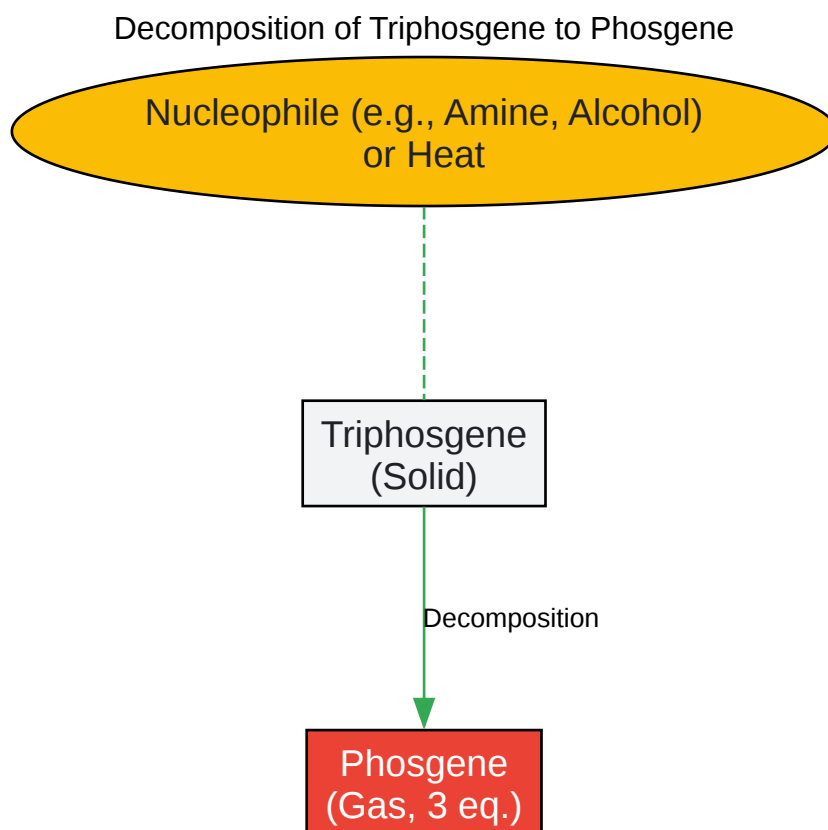 Decomposition of Triphosgene to Phosgene
Nucleophile (e.g., Amine, Alcohol)
or Heat
Triphosgene
(Solid)
Decomposition
Phosgene
(Gas, 3 eq.)